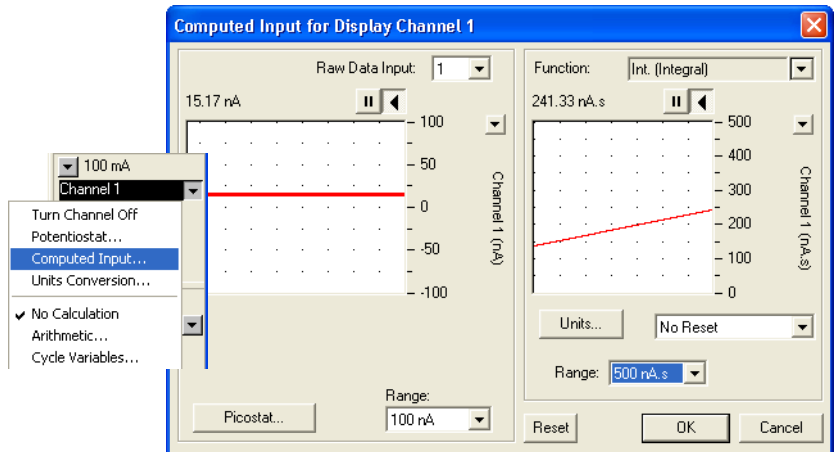 Computed Input for Display Channel 1
Raw Data Input: 1
15.17 nA
100
50
0
-50
-100
Channel 1 (nA)
Range:
Picostat...
100 nA
Function: Int. (Integral)
241.33 nA.s
500
400
300
200
100
0
Channel 1 (nA.s)
Units...
No Reset
Range: 500 nA.s
Reset
OK
Cancel
100 mA
Channel 1
Turn Channel Off
Potentiostat...
Computed Input...
Units Conversion...
No Calculation
Arithmetic...
Cycle Variables...